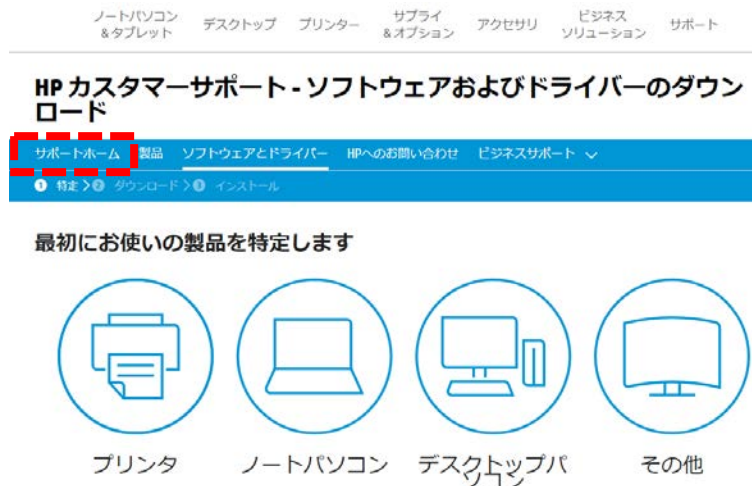 ノートパソコン
&タブレット
デスクトップ
プリンター
サプライ
&オプション
アクセサリ
ビジネス
ソリューション
サポート
HP カスタマーサポート - ソフトウェアおよびドライバーのダウン
ロード
サポートホーム 製品 ソフトウェアとドライバー HPへのお問い合わせ ビジネスサポート
1 特定 > 2 ダウンロード > 3 インストール
最初にお使いの製品を特定します
プリンタ
ノートパソコン
デスクトップパ
ソコン
その他